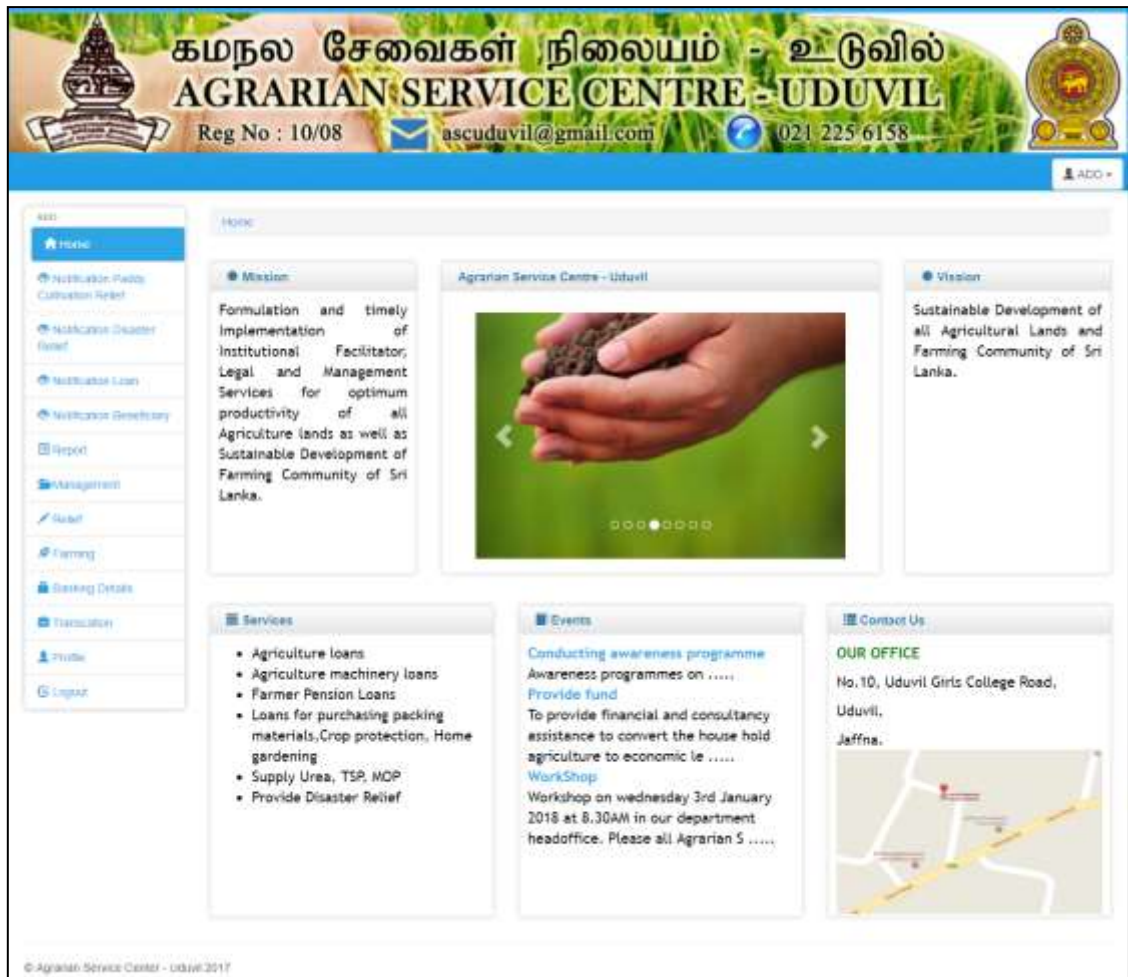 கமநல சேவைகள் நிலையம் - உடுவில்
AGRARIAN SERVICE CENTRE - UDUVIL
Reg No : 10/08 ascuduvil@gmail.com 021 225 6158
ADO
ADO
Home
Notification Paddy
Cultivation Relief
Notification Disaster
Relief
Notification Loan
Notification Beneficiary
Report
Management
Relief
Farming
Banking Details
Profile
Logout
Home
Mission
Formulation and timely
Implementation of
Institutional Facilitator,
Legal and Management
Services for optimum
productivity of all
Agriculture lands as well as
Sustainable Development of
Farming Community of Sri
Lanka.
Agrarian Service Centre - Uduvil
Vission
Sustainable Development of
all Agricultural Lands and
Farming Community of Sri
Lanka.
Services
• Agriculture loans
• Agriculture machinery loans
• Farmer Pension Loans
• Loans for purchasing packing
materials,Crop protection, Home
gardening
• Supply Urea, TSP, MOP
• Provide Disaster Relief
Events
Conducting awareness programme
Awareness programmes on .....
Provide fund
To provide financial and consultancy
assistance to convert the house hold
agriculture to economic le .....
WorkShop
Workshop on wednesday 3rd January
2018 at 8.30AM in our department
headoffice. Please all Agrarian S .....
Contact Us
OUR OFFICE
No.10, Uduvil Girls College Road,
Uduvil,
Jaffna.
© Agrarian Service Center - Uduvil 2017